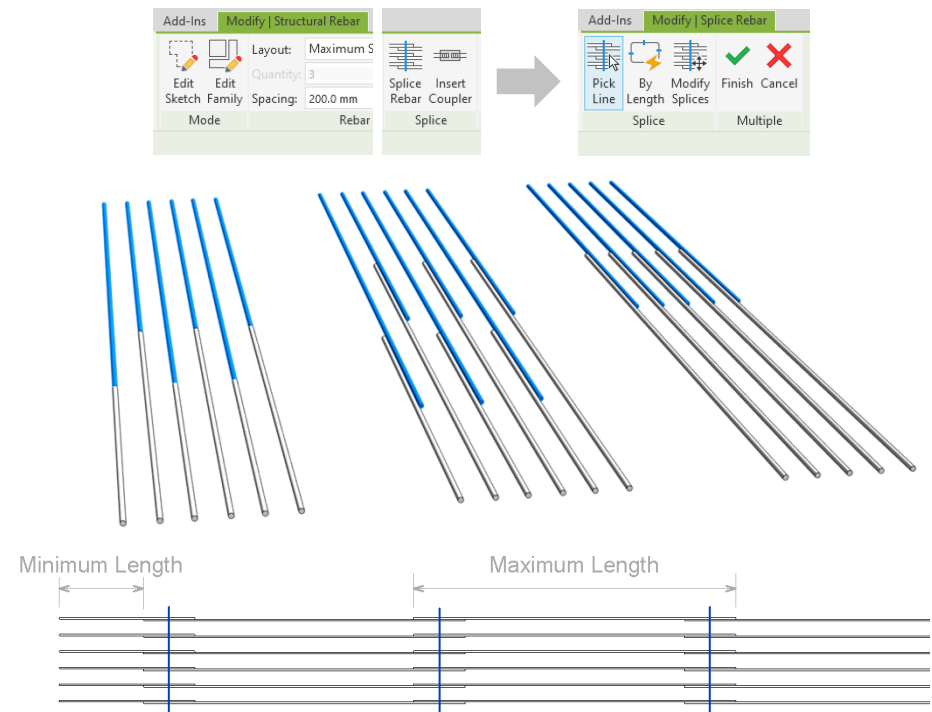 Add-Ins Modify | Structural Rebar
Edit Sketch
Edit Family
Mode
Layout: Maximum S
Quantity: 3
Spacing: 200.0 mm
Rebar
Splice Rebar
Insert Coupler
Splice
Add-Ins Modify | Splice Rebar
Pick Line
By Length
Modify Splices
Splice
Finish Cancel
Multiple
Minimum Length Maximum Length